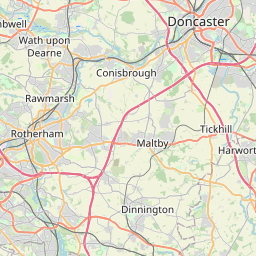 Doncaster
Wath upon
Dearne
Conisbrough
Rawmarsh
Rotherham
Tickhill
Maltby
Dinnington